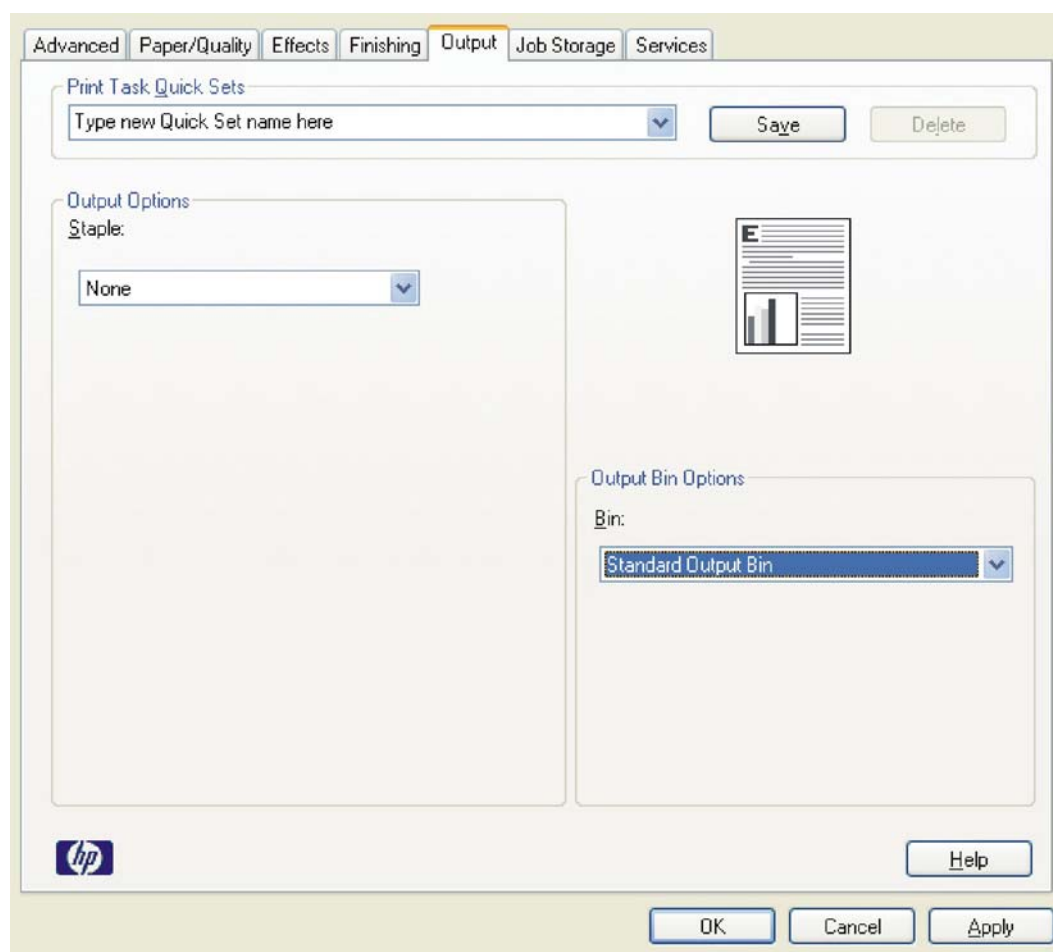 Advanced Paper/Quality Effects Finishing Output Job Storage Services
Print Task Quick Sets
Type new Quick Set name here Save Delete
Output Options
Staple:
None
E
Output Bin Options
Bin:
Standard Output Bin
hp
Help
OK Cancel Apply